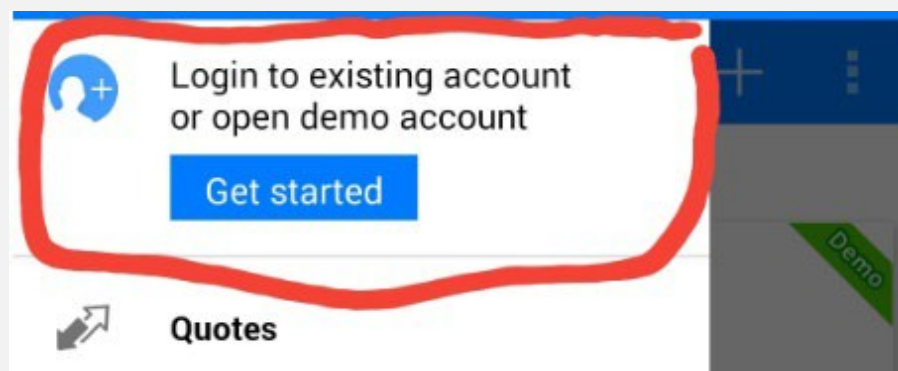 Login to existing account
or open demo account
Get started
Demo
Quotes